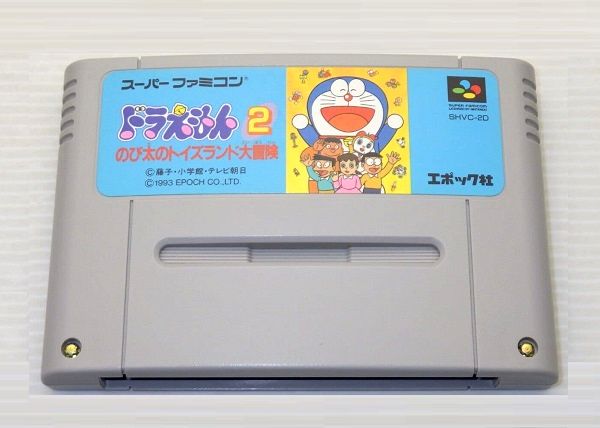 スーパーファミコン®
ドラえもん2
のび太のトイズランド大冒険
©藤子・小学館・テレビ朝日
©1993 EPOCH CO., LTD.
SUPER FAMICOM
SHVC-2D
エポック社